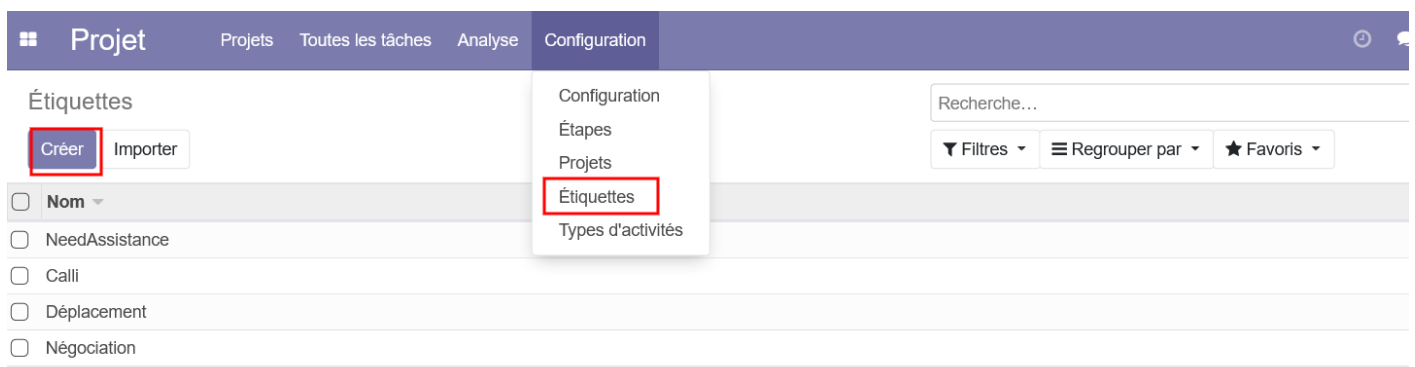 Projet Projets Toutes les tâches Analyse Configuration
Étiquettes
Créer Importer
Configuration
Étapes
Projets
Étiquettes
Types d'activités
Recherche...
Filtres Regrouper par Favoris
Nom
NeedAssistance
Calli
Déplacement
Négociation